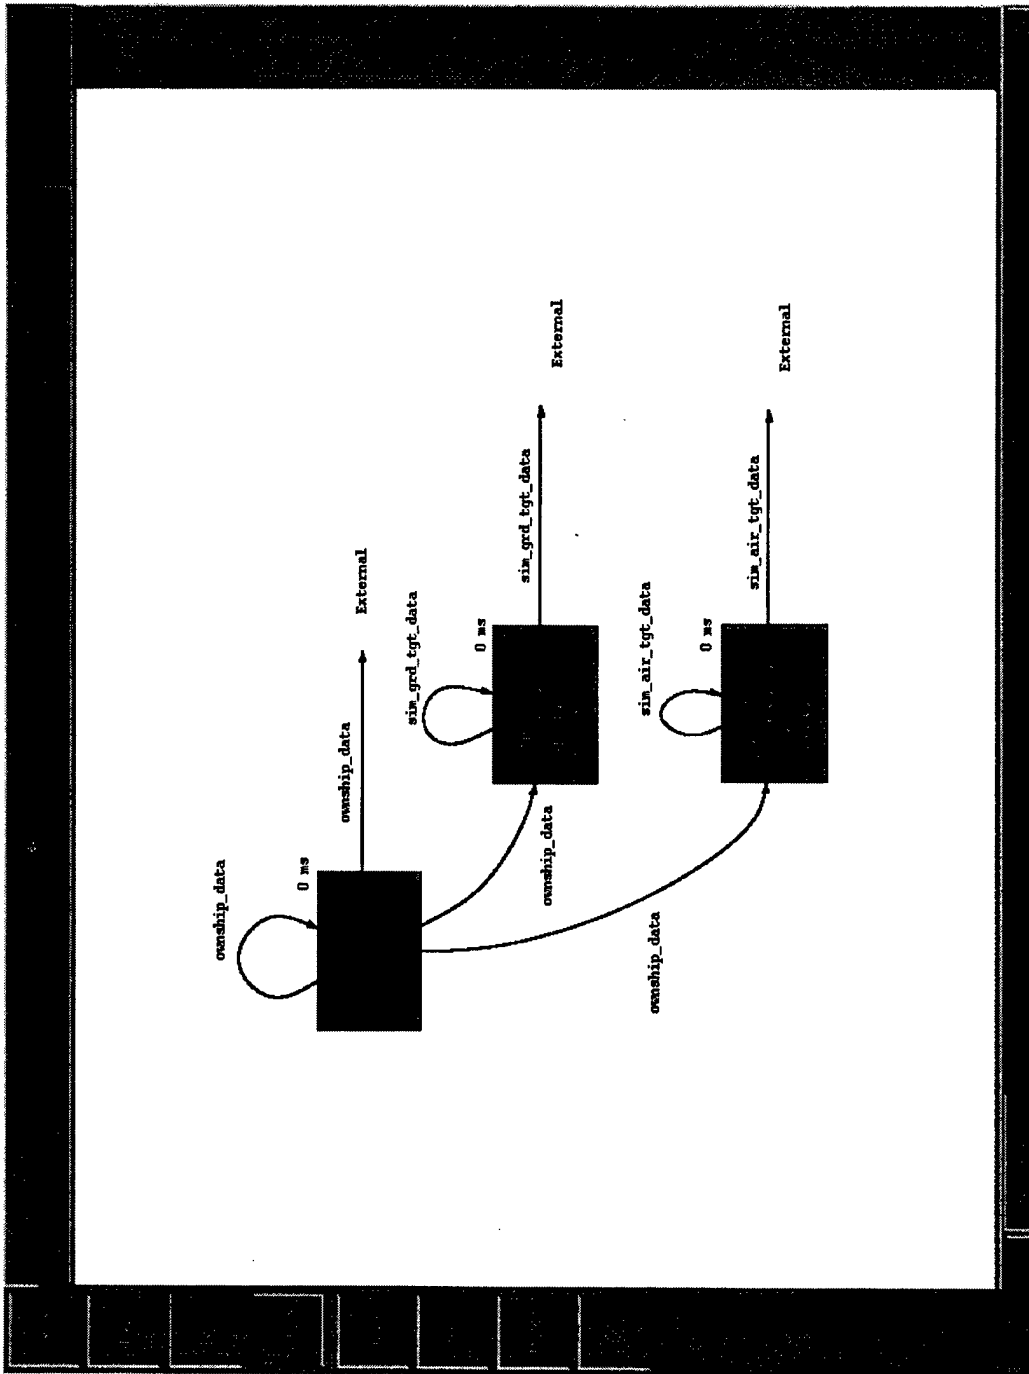 ownship_data
0 ms
ownship_data
External
sim_grd_tgt_data
0 ms
ownship_data
sim_grd_tgt_data
External
sim_air_tgt_data
0 ms
ownship_data
sim_air_tgt_data
External